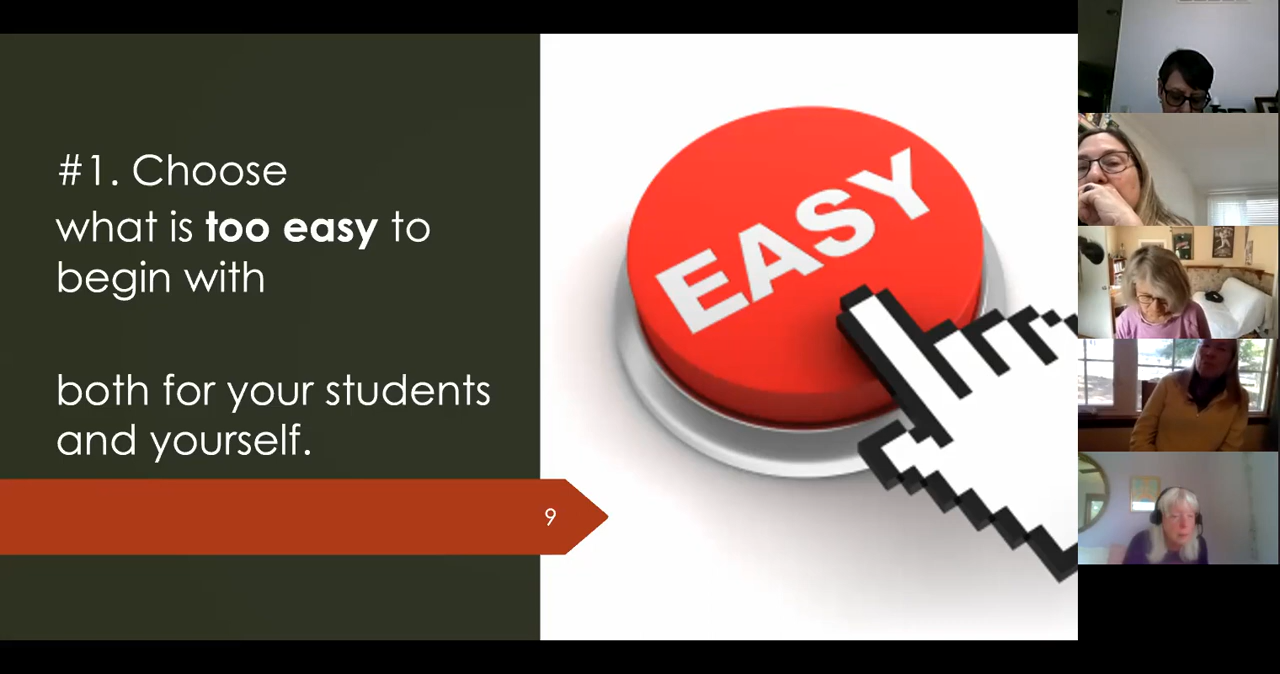 #1. Choose
what is too easy to
begin with
both for your students
and yourself.
9
EASY